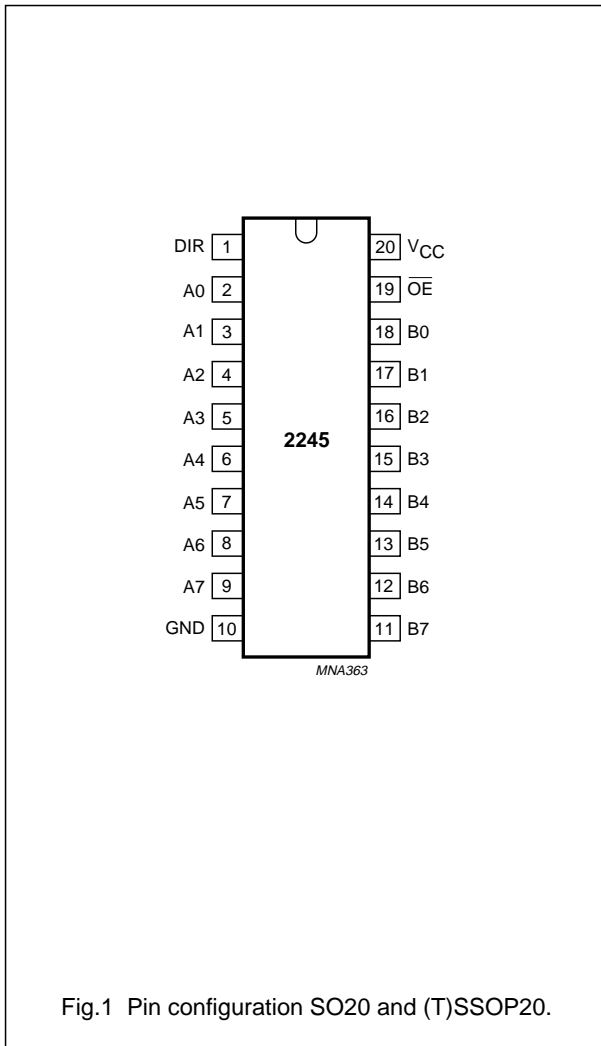 DIR 1 20 VCC
A0 2 19 O̅E̅
A1 3 18 B0
A2 4 17 B1
A3 5 16 B2
2245
A4 6 15 B3
A5 7 14 B4
A6 8 13 B5
A7 9 12 B6
GND 10 11 B7
MNA363
Fig.1 Pin configuration SO20 and (T)SSOP20.